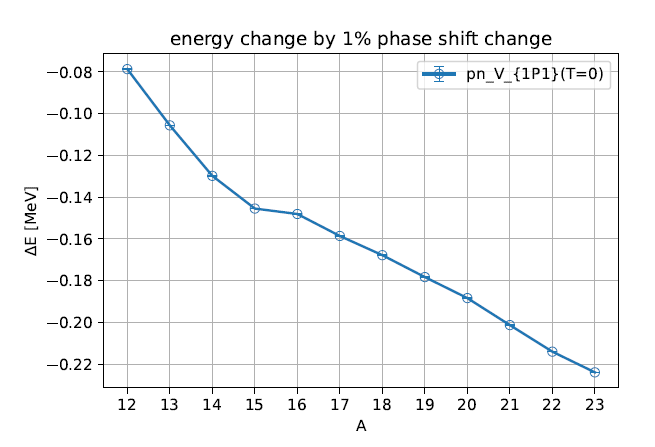 energy change by 1% phase shift change
pn_V_{1P1}(T=0)
−0.08
−0.10
−0.12
−0.14
−0.16
−0.18
−0.20
−0.22
ΔE [MeV]
12 13 14 15 16 17 18 19 20 21 22 23
A